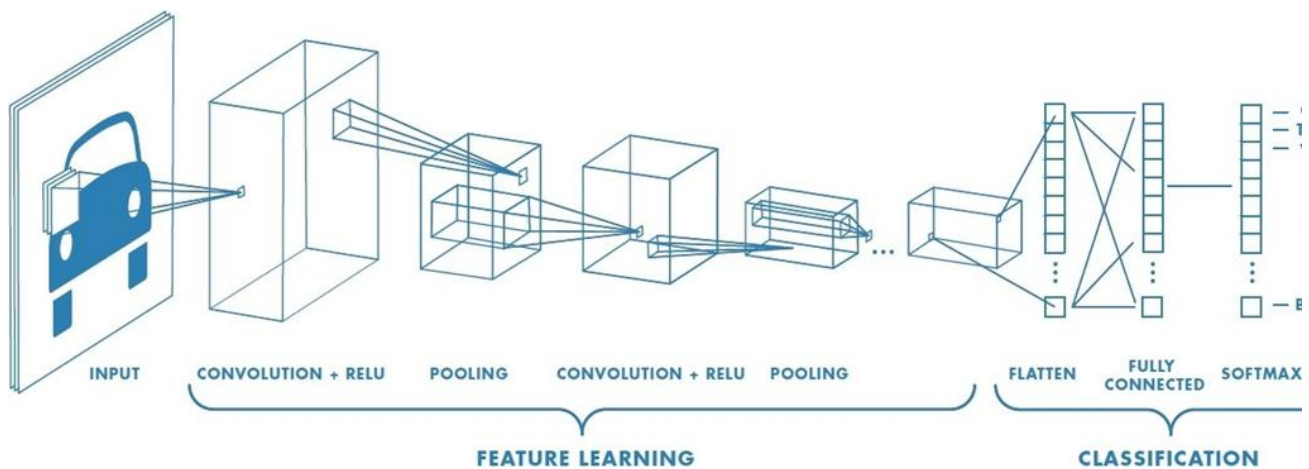 INPUT
CONVOLUTION + RELU
POOLING
CONVOLUTION + RELU
POOLING
FLATTEN
FULLY
CONNECTED
SOFTMAX
FEATURE LEARNING
CLASSIFICATION